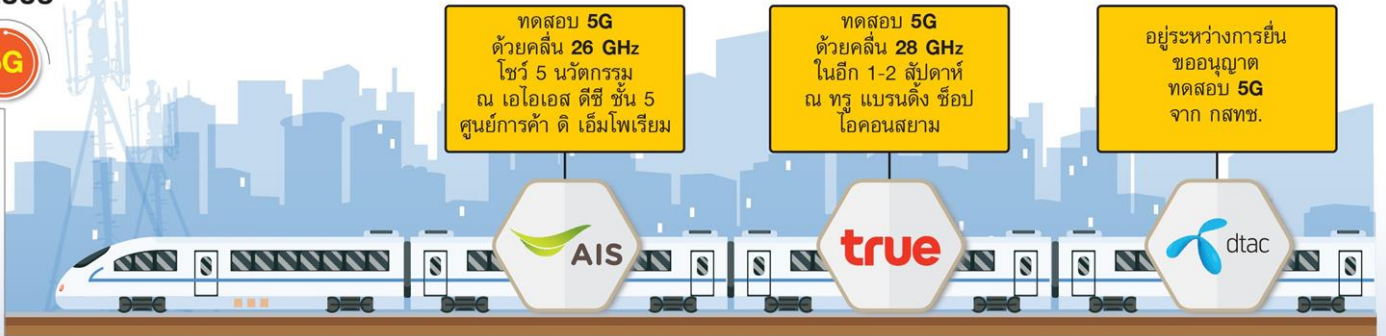 5G
ทดสอบ 5G
ด้วยคลื่น 26 GHz
โชว์ 5 นวัตกรรม
ณ เอไอเอส ดีซี ชั้น 5
ศูนย์การค้า ดิ เอ็มโพเรียม
ทดสอบ 5G
ด้วยคลื่น 28 GHz
ในอีก 1-2 สัปดาห์
ณ ทรู แบรนดิ้ง ช็อป
ไอคอนสยาม
อยู่ระหว่างการยื่น
ขออนุญาต
ทดสอบ 5G
จาก กสทช.
AIS
true
dtac